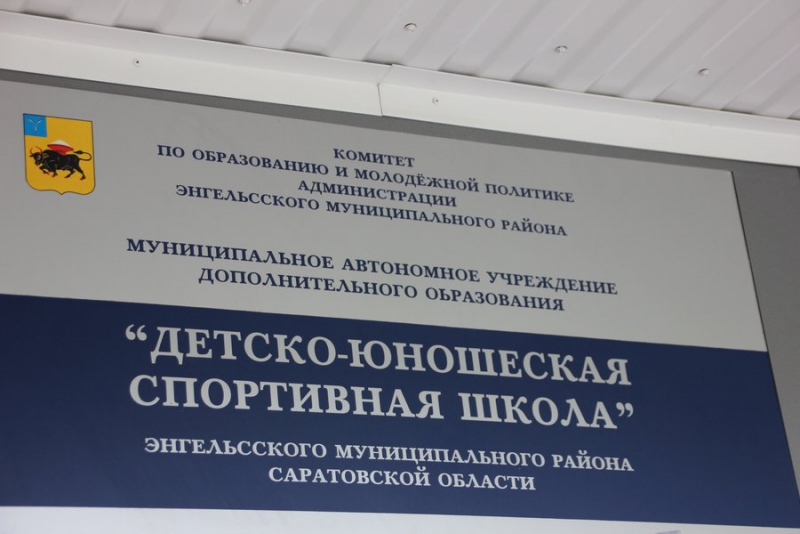 КОМИТЕТ
ПО ОБРАЗОВАНИЮ И МОЛОДЁЖНОЙ ПОЛИТИКЕ
АДМИНИСТРАЦИИ
ЭНГЕЛЬССКОГО МУНИЦИПАЛЬНОГО РАЙОНА
МУНИЦИПАЛЬНОЕ АВТОНОМНОЕ УЧРЕЖДЕНИЕ
ДОПОЛНИТЕЛЬНОГО ОЬРАЗОВАНИЯ
“ДЕТСКО-ЮНОШЕСКАЯ
СПОРТИВНАЯ ШКОЛА”
ЭНГЕЛЬССКОГО МУНИЦИПАЛЬНОГО РАЙОНА
САРАТОВСКОЙ ОБЛАСТИ